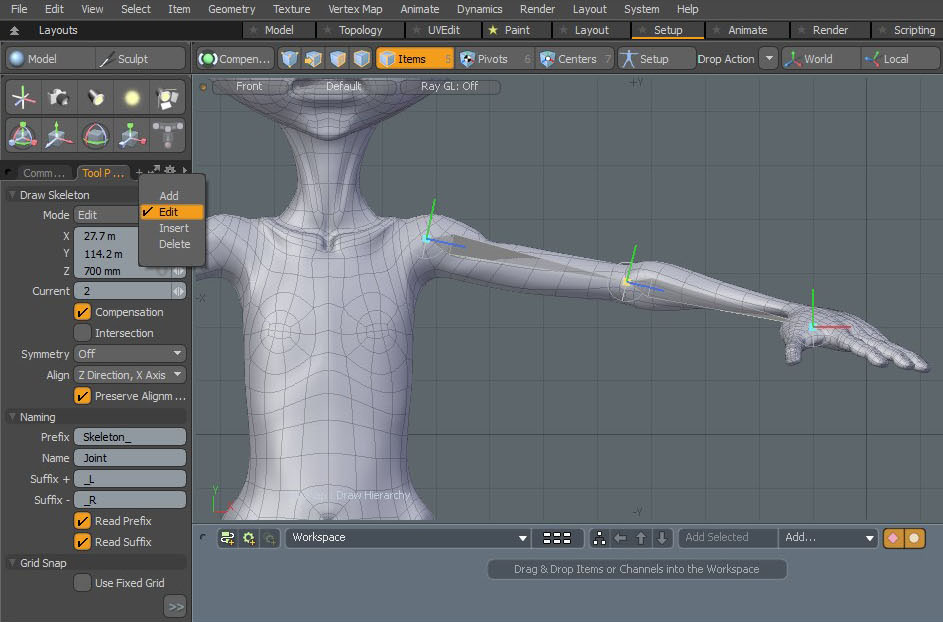 File Edit View Select Item Geometry Texture Vertex Map Animate Dynamics Render Layout System Help
Layouts Model Topology UVEdit Paint Layout Setup Animate Render Scripting
Model Sculpt Compen... Items 5 Pivots 6 Centers 7 Setup Drop Action World Local
Front Default Ray GL: Off +Y
Comm... Tool P ... +
Draw Skeleton
Add
Edit
Insert
Delete
Mode Edit
X 27.7 m
Y 114.2 m
Z 700 mm
-X
Current 2
Compensation
Intersection
Symmetry Off
Align Z Direction, X Axis
Preserve Alignm ...
Naming
Prefix Skeleton_
Name Joint
Suffix + _L
Suffix - _R
Read Prefix
Read Suffix
Grid Snap
Use Fixed Grid
>>
Y
X
Draw Hierarchy
-Y
Workspace Add Selected Add...
Drag & Drop Items or Channels into the Workspace